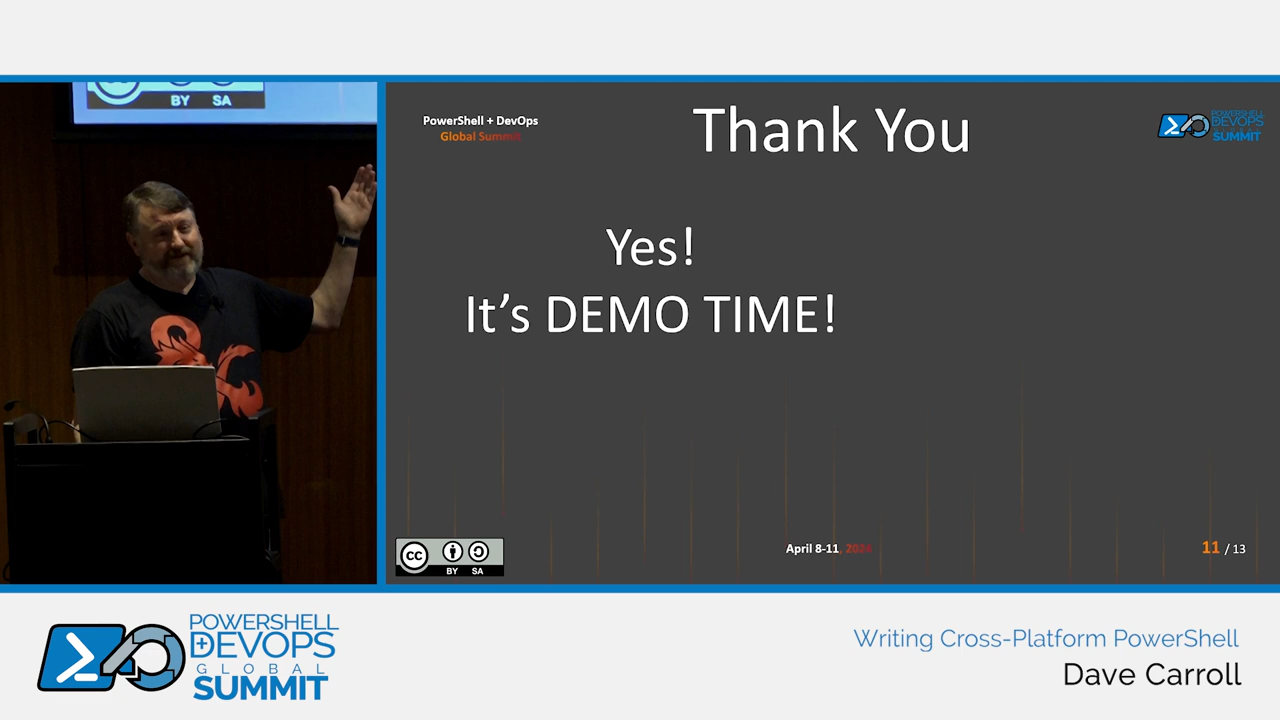 BY SA
PowerShell + DevOps
Global Summit
Thank You
POWERSHELL
DEVOPS
SUMMIT
Yes!
It's DEMO TIME!
cc
BY SA
April 8-11, 2024
11 / 13
POWERSHELL
+DEVOPS
GLOBAL
SUMMIT
Writing Cross-Platform PowerShell
Dave Carroll